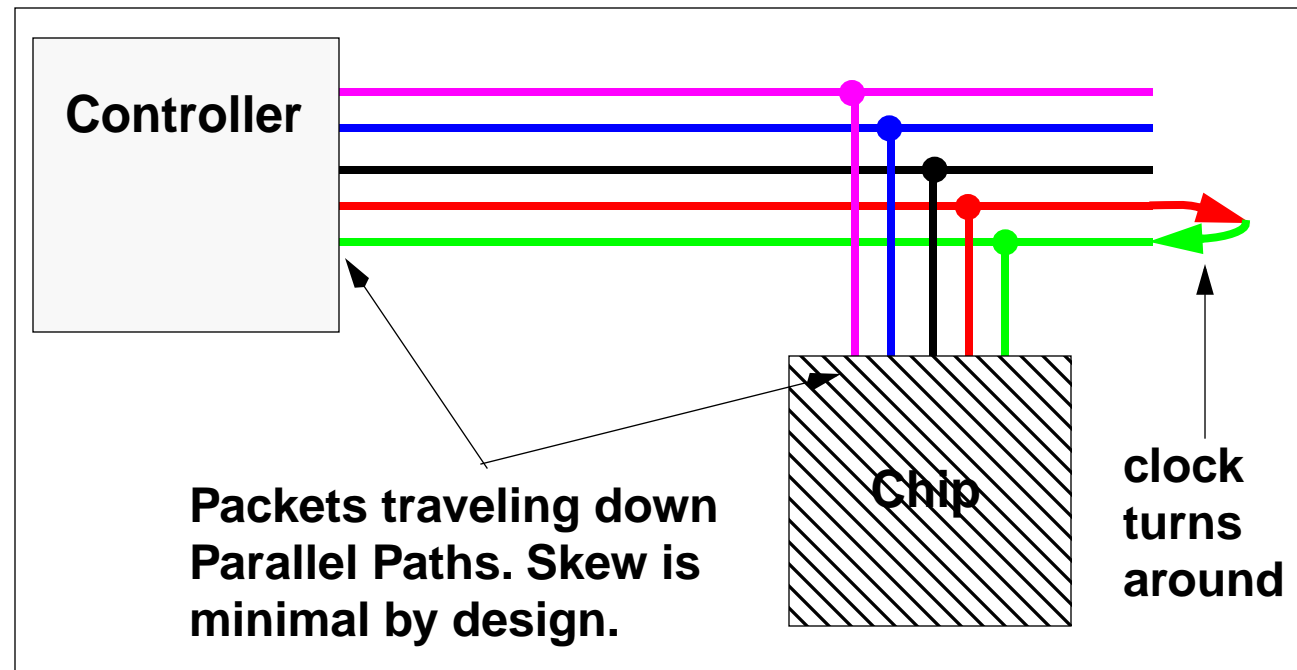 Controller
Packets traveling down
Parallel Paths. Skew is
minimal by design.
Chip
clock
turns
around